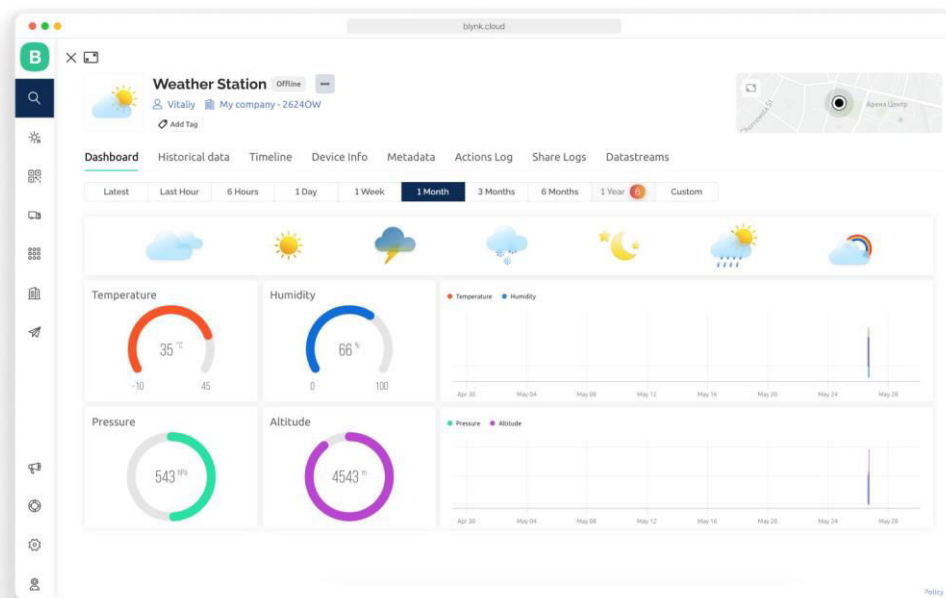 blynk.cloud
B
Weather Station Offline
Vitaliy My company - 2624OW
Add Tag
Арена Центр
Dashboard Historical data Timeline Device Info Metadata Actions Log Share Logs Datastreams
Latest Last Hour 6 Hours 1 Day 1 Week 1 Month 3 Months 6 Months 1 Year Custom
Temperature
35 °C
-10 45
Humidity
66 %
0 100
Temperature Humidity
Apr 30 May 04 May 08 May 12 May 16 May 20 May 24 May 28
Pressure
543 hPa
Altitude
4543 m
Pressure Altitude
Apr 30 May 04 May 08 May 12 May 16 May 20 May 24 May 28
Policy